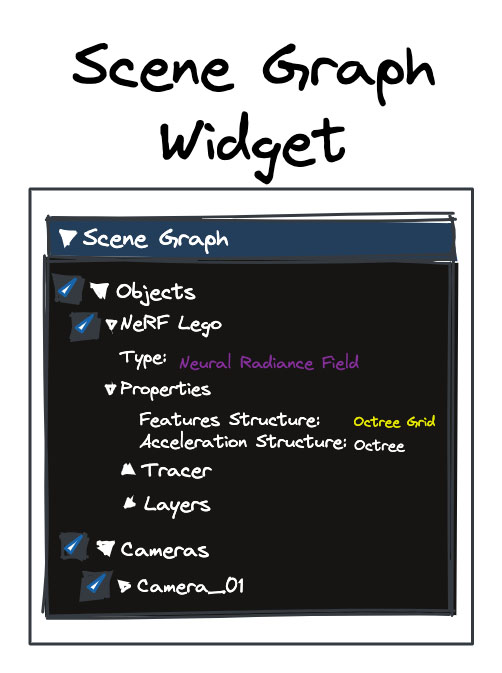 Scene Graph
Widget
Scene Graph
Objects
NeRF Lego
Type: Neural Radiance Field
Properties
Features Structure: Octree Grid
Acceleration Structure: Octree
Tracer
Layers
Cameras
Camera_01